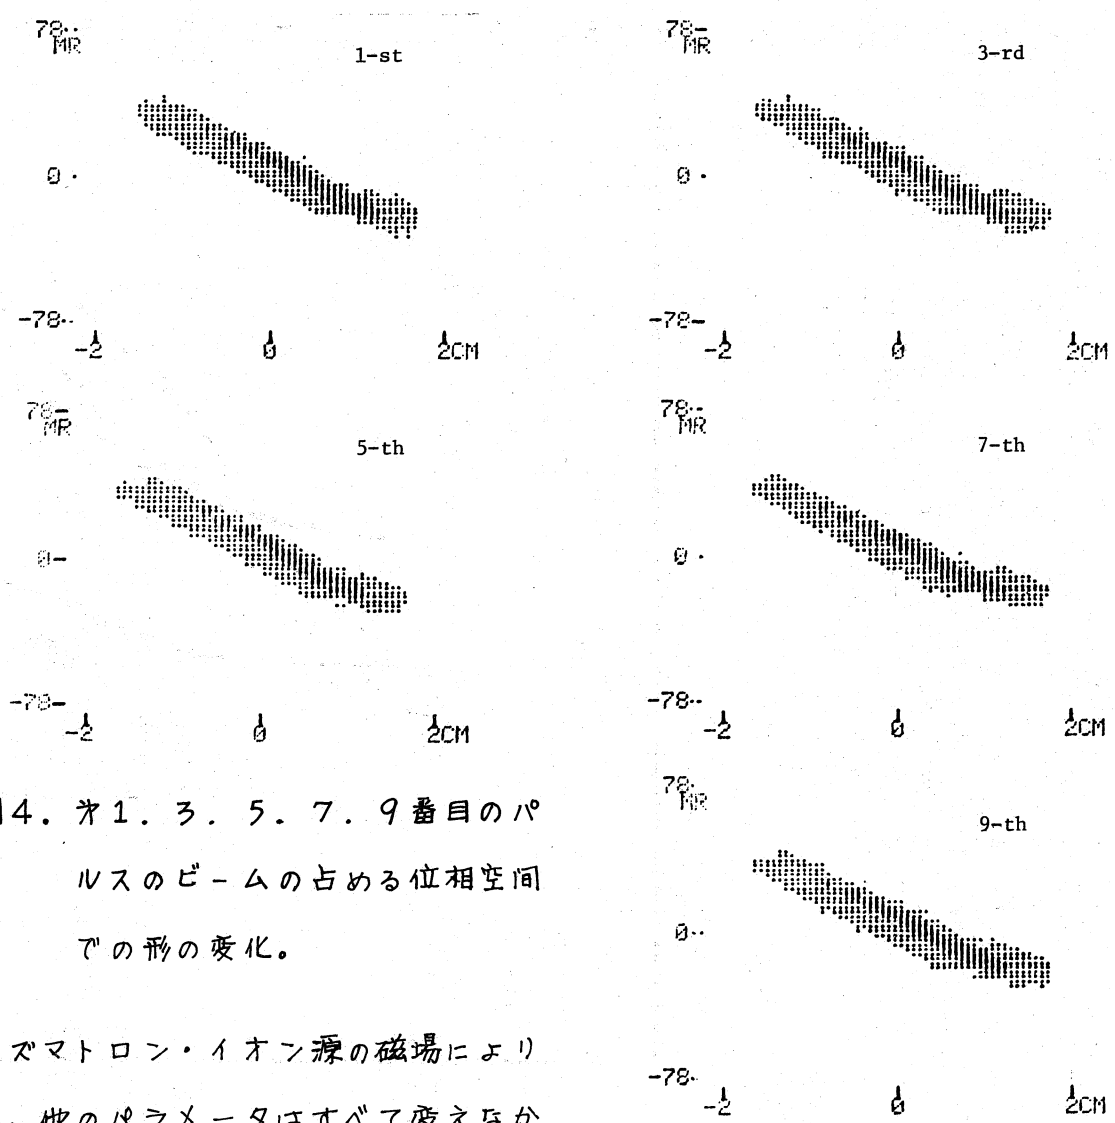 78
MR
1-st
0
-78
-2 0 2CM
78
MR
3-rd
0
-78
-2 0 2CM
78
MR
5-th
0
-78
-2 0 2CM
78
MR
7-th
0
-78
-2 0 2CM
4. 才1. 3. 5. 7. 9番目のパ
ルスのビームの占める位相空間
での形の変化。
ズマトロン・イオン源の磁場により
他のパラメータはすべて変えなか
78
MR
9-th
0
-78
-2 0 2CM